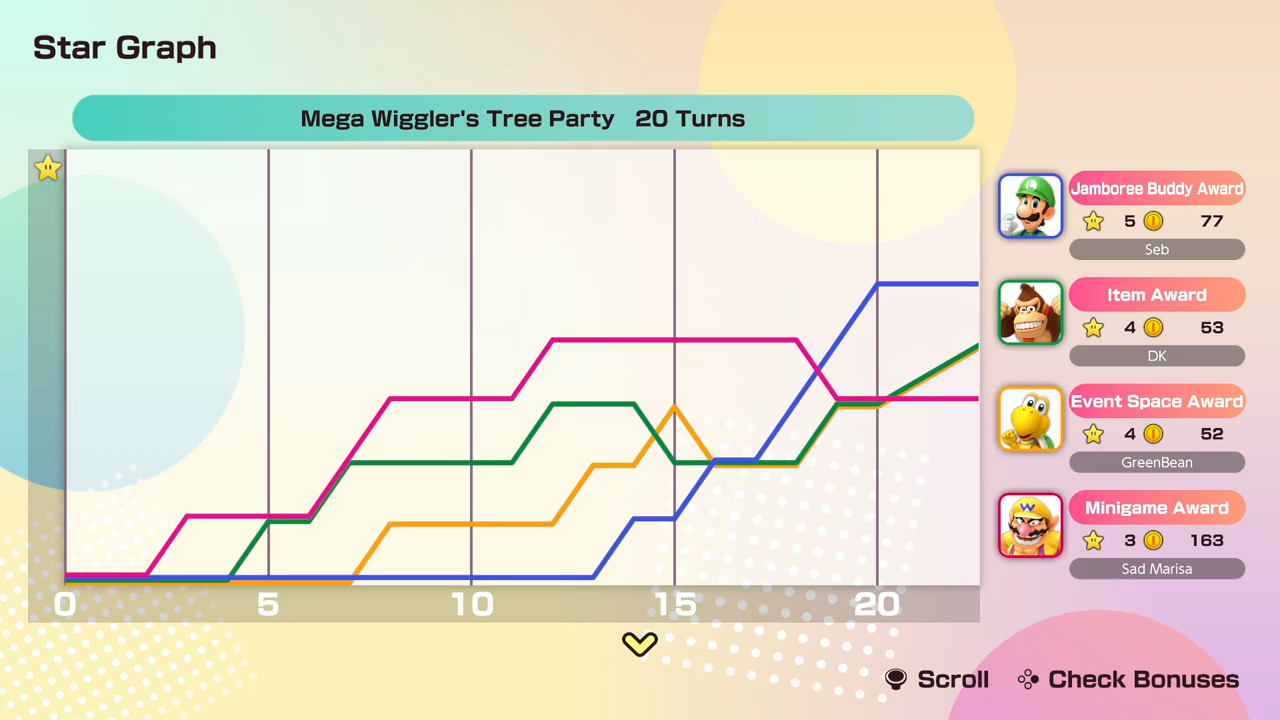 Star Graph
Mega Wiggler's Tree Party 20 Turns
Jamboree Buddy Award
5 77
Seb
Item Award
4 53
DK
Event Space Award
4 52
GreenBean
Minigame Award
3 163
Sad Marisa
0 5 10 15 20
Scroll Check Bonuses